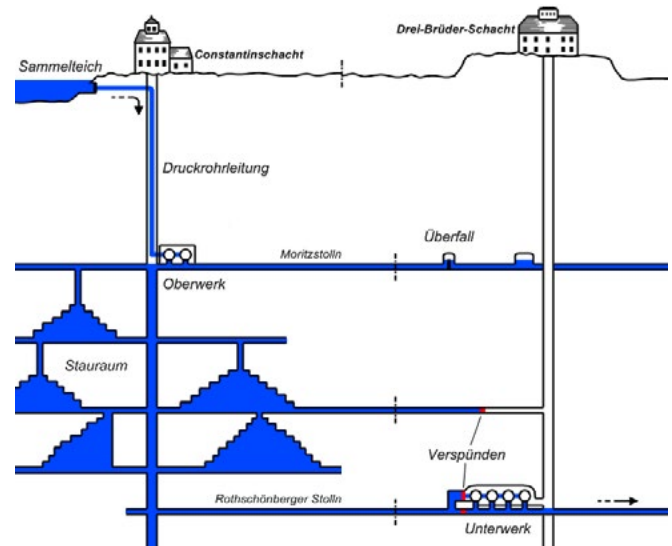 Drei-Brüder-Schacht
Constantinschacht
Sammelteich
Druckrohrleitung
Überfall
Moritzstolln
Oberwerk
Stauraum
Verspünden
Rothschönberger Stolln
Unterwerk